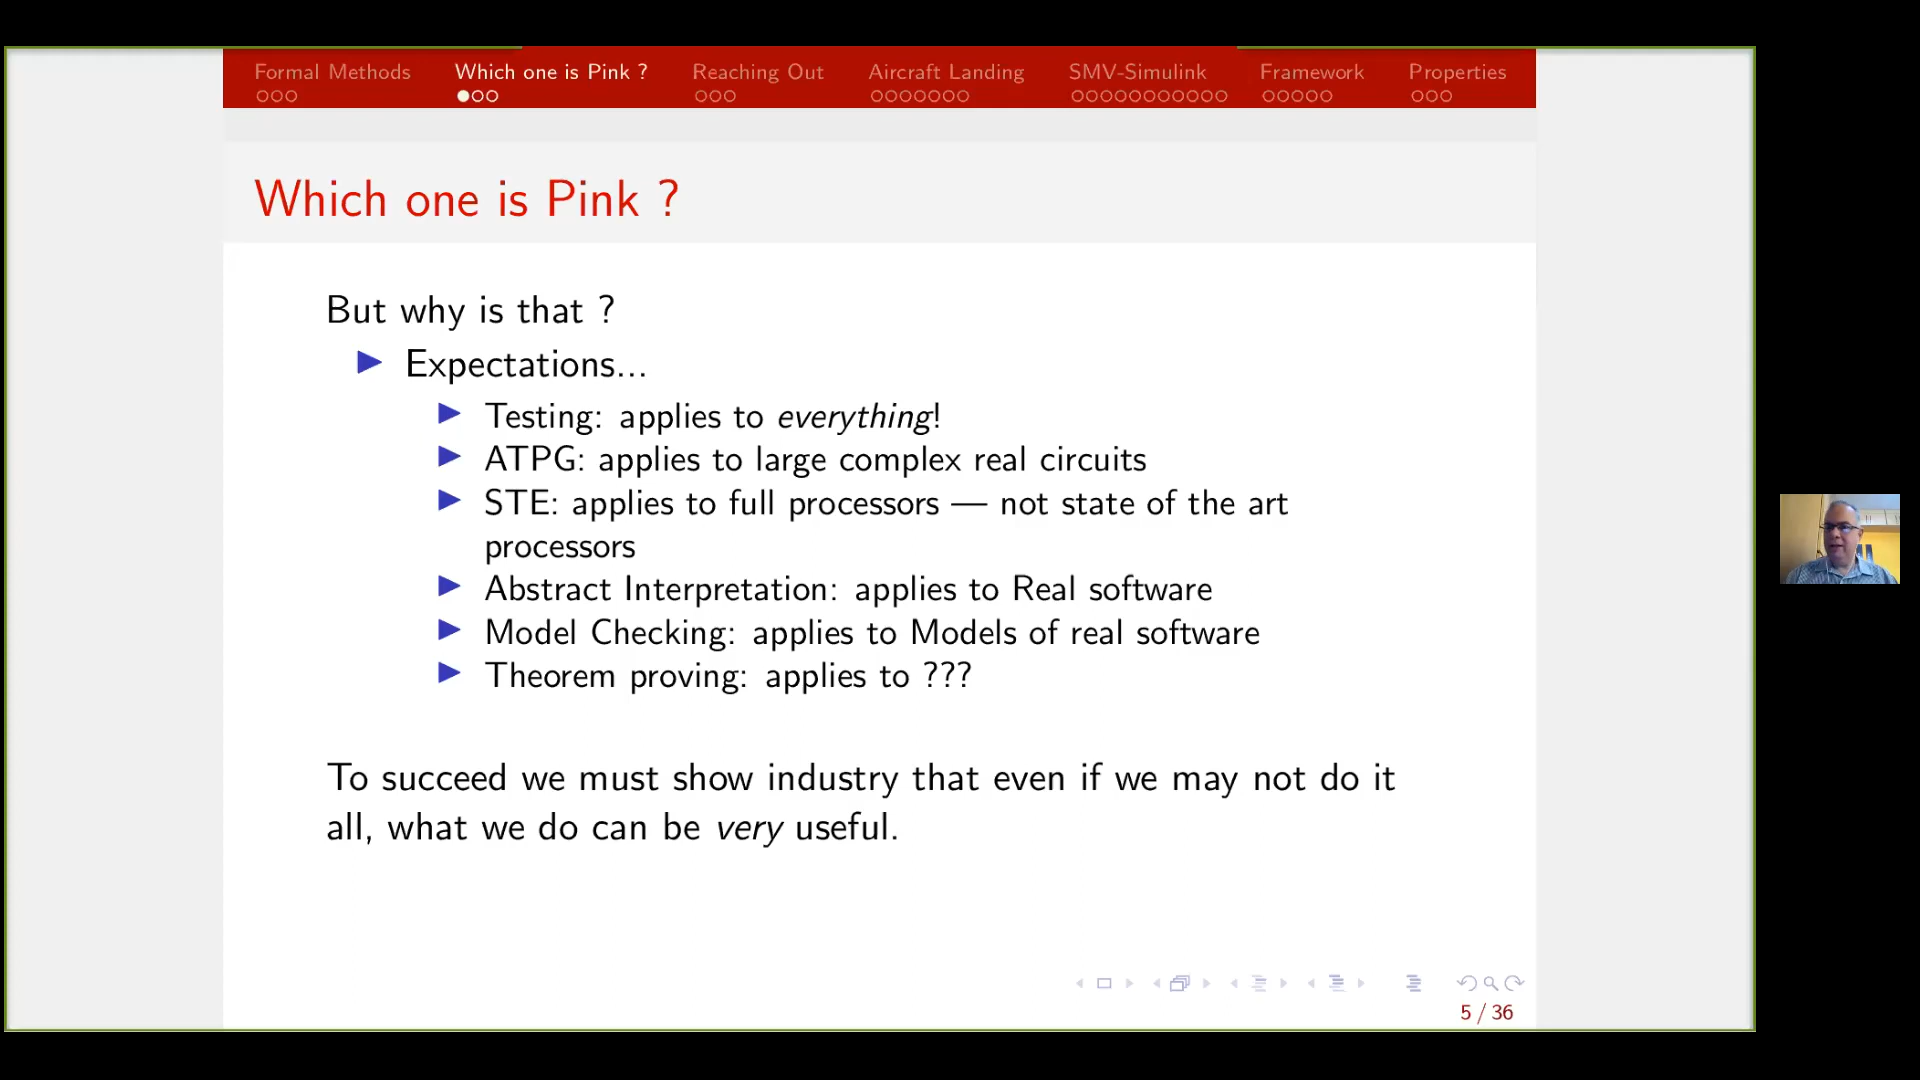 Formal Methods Which one is Pink ? Reaching Out Aircraft Landing SMV-Simulink Framework Properties
Which one is Pink ?
But why is that ?
Expectations...
Testing: applies to everything!
ATPG: applies to large complex real circuits
STE: applies to full processors — not state of the art
processors
Abstract Interpretation: applies to Real software
Model Checking: applies to Models of real software
Theorem proving: applies to ???
To succeed we must show industry that even if we may not do it
all, what we do can be very useful.
5 / 36